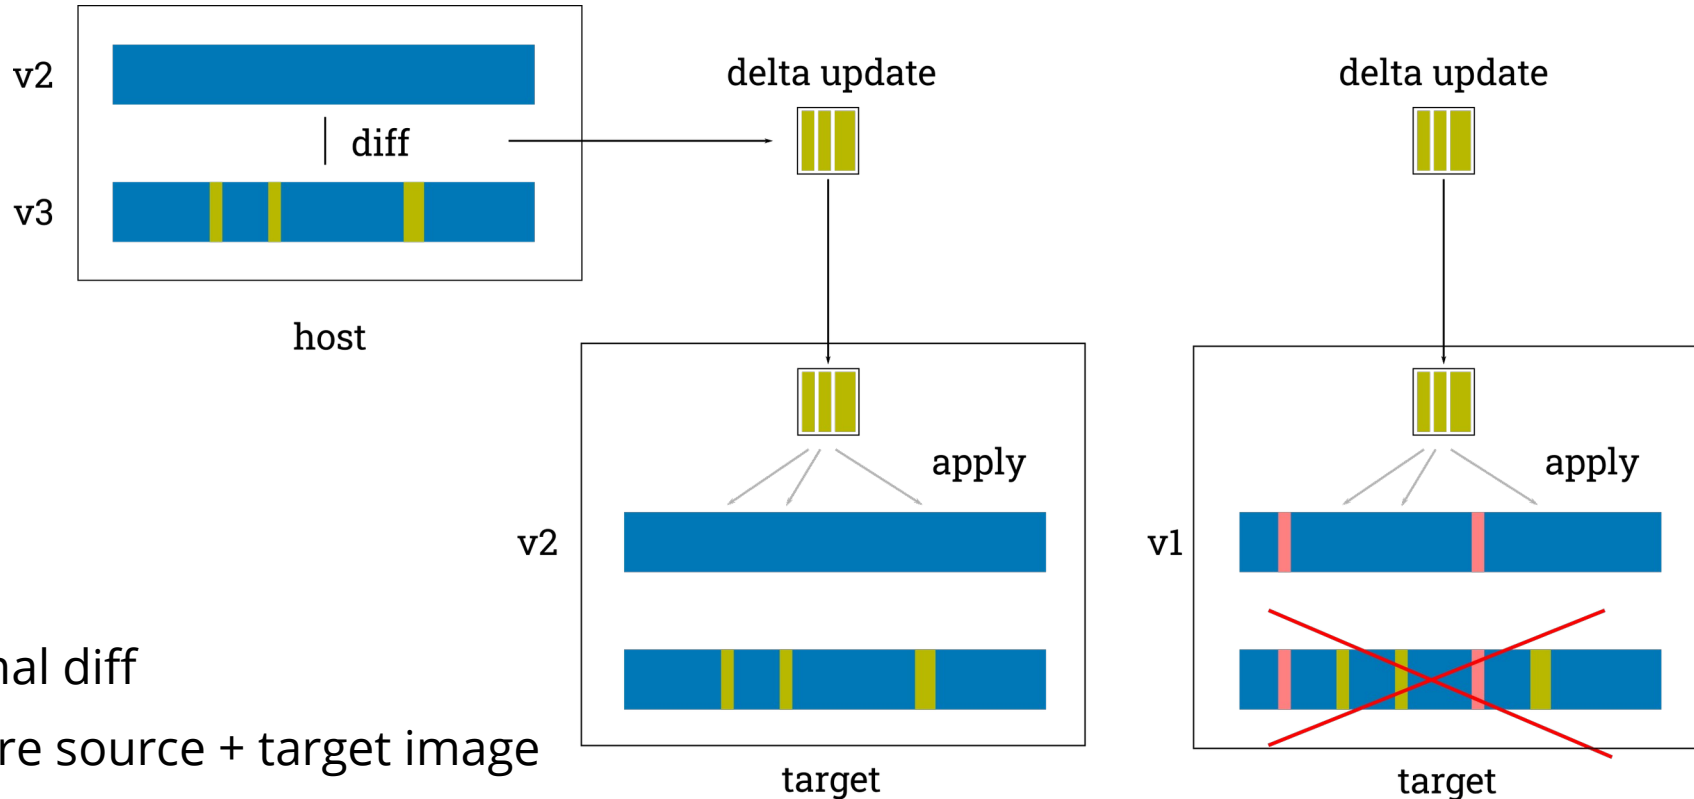 v2
diff
v3
host
delta update
delta update
apply
apply
v2
v1
nal diff
re source + target image
target
target